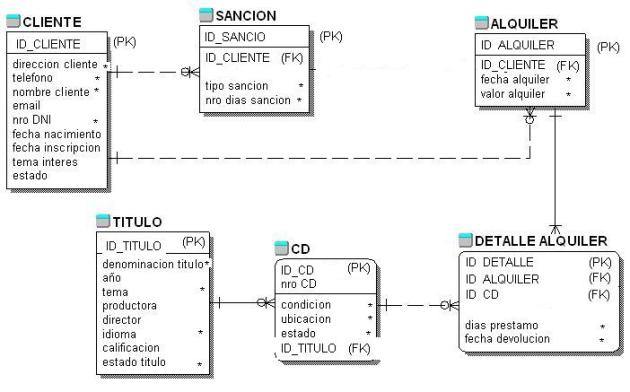 CLIENTE
ID_CLIENTE (PK)
direccion cliente *
telefono *
nombre cliente *
email
nro DNI *
fecha nacimiento
fecha inscripcion
tema interes
estado
SANCION
ID_SANCIO (PK)
ID_CLIENTE (FK)
tipo sancion *
nro dias sancion *
ALQUILER
ID ALQUILER (PK)
ID_CLIENTE (FK)
fecha alquiler *
valor alquiler *
TITULO
ID_TITULO (PK)
denominacion titulo *
año
tema *
productora
director
idioma *
calificacion
estado titulo *
CD
ID_CD (PK)
nro CD
condicion *
ubicacion *
estado *
ID_TITULO (FK)
DETALLE ALQUILER
ID DETALLE (PK)
ID ALQUILER (FK)
ID CD (FK)
dias prestamo *
fecha devolucion *